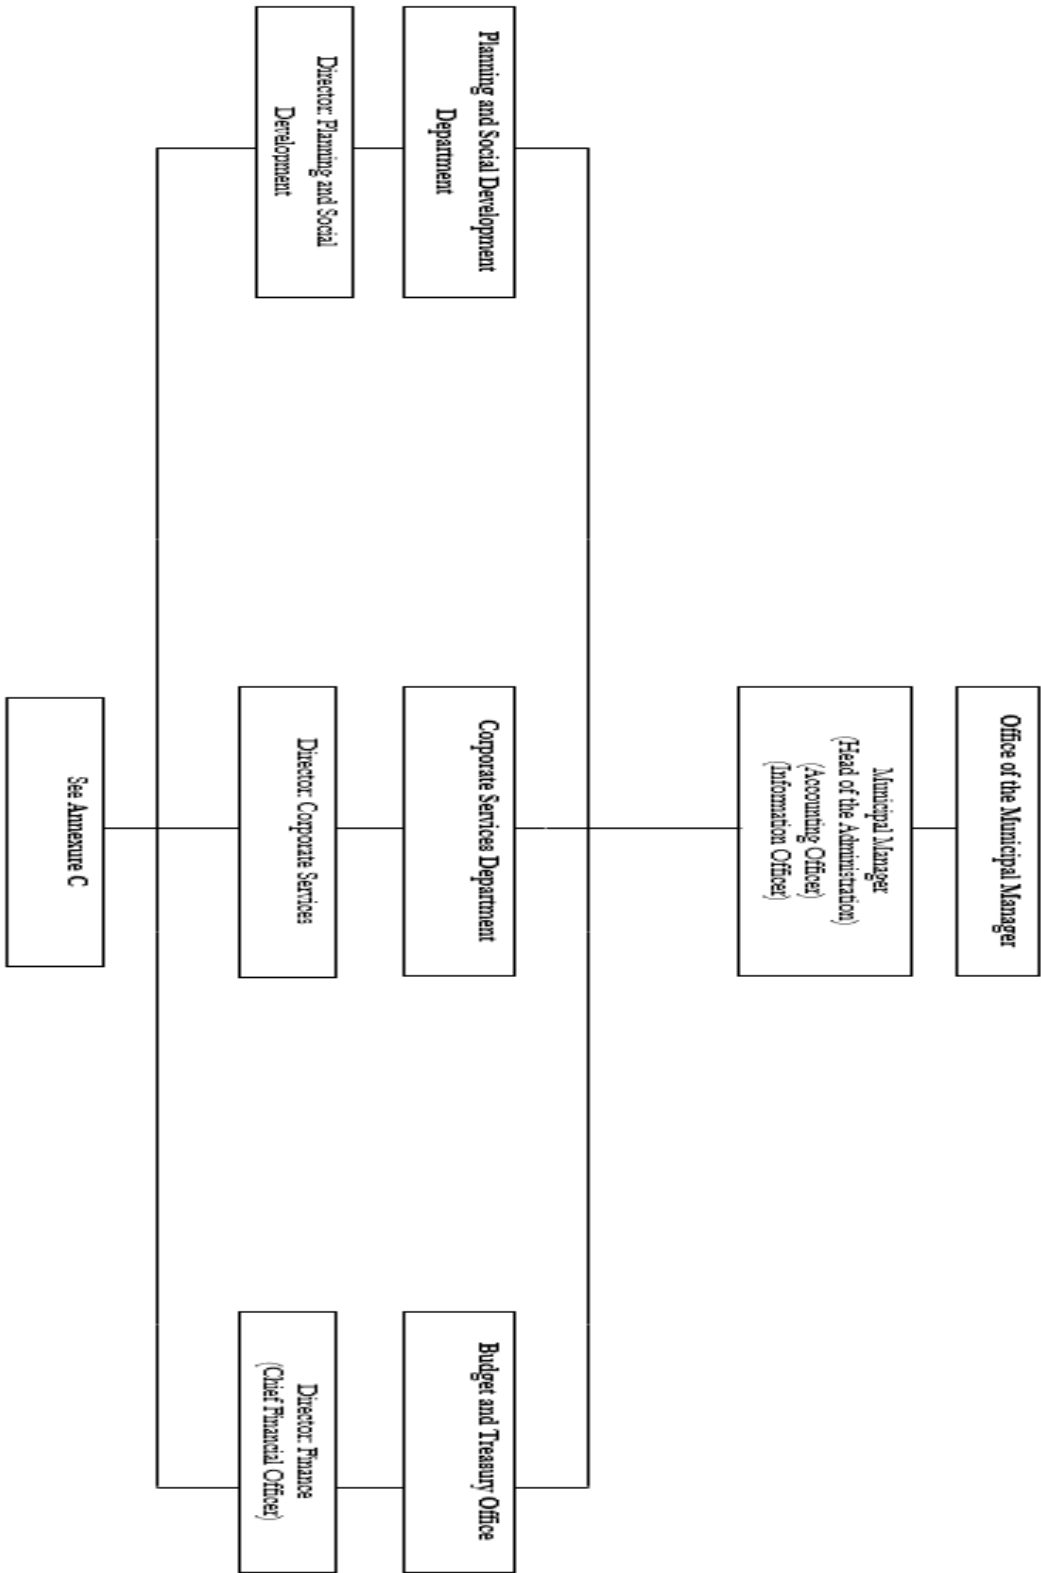 Office of the Municipal Manager
Municipal Manager
(Head of the Administration)
(Accounting Officer)
(Information Officer)
Planning and Social Development
Department
Corporate Services Department
Budget and Treasury Office
Director: Planning and Social
Development
Director: Corporate Services
Director: Finance
(Chief Financial Officer)
See Annexure C